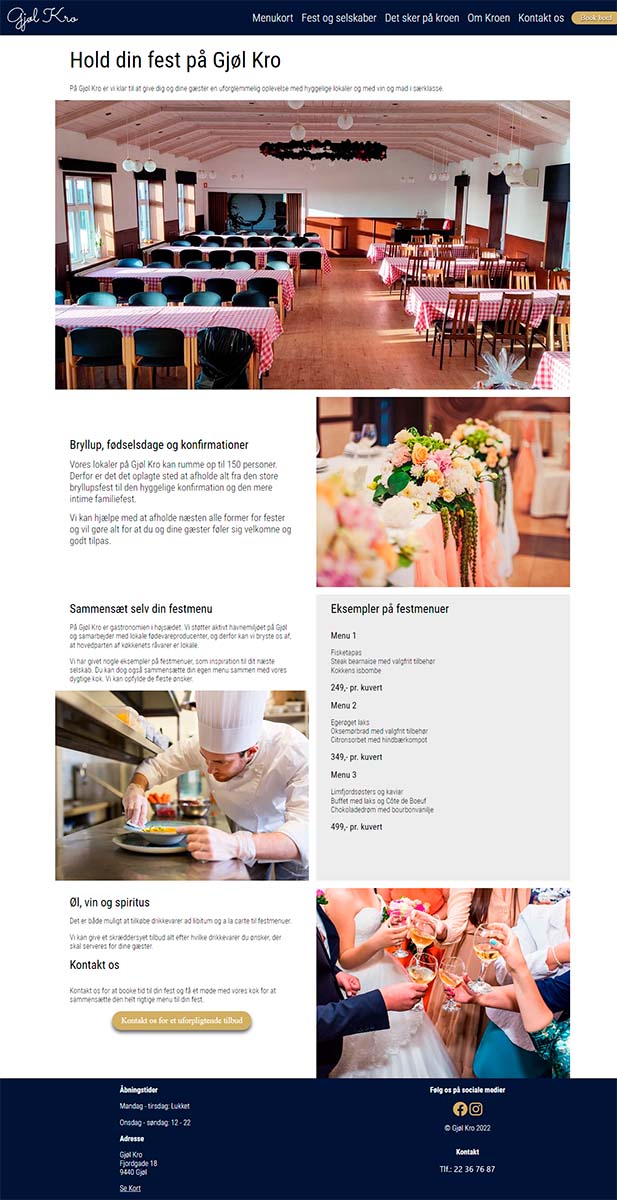 Gjøl Kro
Menukort Fest og selskaber Det sker på kroen Om Kroen Kontakt os Book bord
Hold din fest på Gjøl Kro
På Gjøl Kro er vi klar til at give dig og dine gæster en uforglemmelig oplevelse med hyggelige lokaler og med vin og mad i særklasse.
Bryllup, fødselsdage og konfirmationer
Vores lokaler på Gjøl Kro kan rumme op til 150 personer.
Derfor er det det oplagte sted at afholde alt fra den store
bryllupsfest til den hyggelige konfirmation og den mere
intime familiefest.
Vi kan hjælpe med at afholde næsten alle former for fester
og vil gøre alt for at du og dine gæster føler sig velkomne og
godt tilpas.
Sammensæt selv din festmenu
På Gjøl Kro er gastronomien i højsædet. Vi støtter aktivt havnemiljøet på Gjøl
og samarbejder med lokale fødevareproducenter, og derfor kan vi bryste os af,
at hovedparten af køkkenets råvarer er lokale.
Vi har givet nogle eksempler på festmenuer, som inspiration til dit næste
selskab. Du kan dog også sammensætte din egen menu sammen med vores
dygtige kok. Vi kan opfylde de fleste ønsker.
Eksempler på festmenuer
Menu 1
Fisketapas
Steak bearnaise med valgfrit tilbehør
Kokkens isbombe
249,- pr. kuvert
Menu 2
Egerøget laks
Oksemørbrad med valgfrit tilbehør
Citronsorbet med hindbærkompot
349,- pr. kuvert
Menu 3
Limfjordsøsters og kaviar
Buffet med laks og Côte de Boeuf
Chokoladedrøm med bourbonvanilje
499,- pr. kuvert
Øl, vin og spiritus
Det er både muligt at tilkøbe drikkevarer ad libitum og a la carte til festmenuer.
Vi kan give et skræddersyet tilbud alt efter hvilke drikkevarer du ønsker, der
skal serveres for dine gæster.
Kontakt os
Kontakt os for at booke tid til din fest og få et møde med vores kok for at
sammensætte den helt rigtige menu til din fest.
Kontakt os for et uforpligtende tilbud
Åbningstider
Mandag - tirsdag: Lukket
Onsdag - søndag: 12 - 22
Adresse
Gjøl Kro
Fjordgade 18
9440 Gjøl
Se Kort
Følg os på sociale medier
© Gjøl Kro 2022
Kontakt
Tlf.: 22 36 76 87